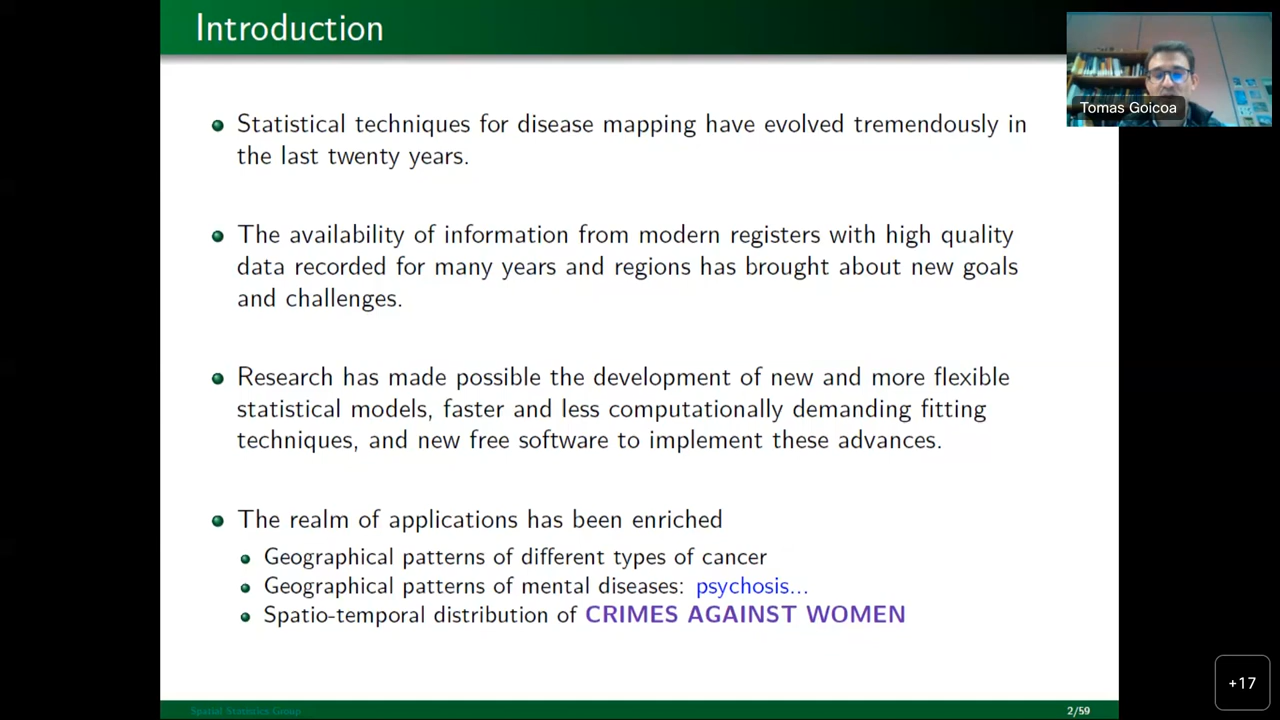 Introduction
Tomas Goicoa
Statistical techniques for disease mapping have evolved tremendously in
the last twenty years.
The availability of information from modern registers with high quality
data recorded for many years and regions has brought about new goals
and challenges.
Research has made possible the development of new and more flexible
statistical models, faster and less computationally demanding fitting
techniques, and new free software to implement these advances.
The realm of applications has been enriched
Geographical patterns of different types of cancer
Geographical patterns of mental diseases: psychosis...
Spatio-temporal distribution of CRIMES AGAINST WOMEN
+17
Spatial Statistics Group
2/59